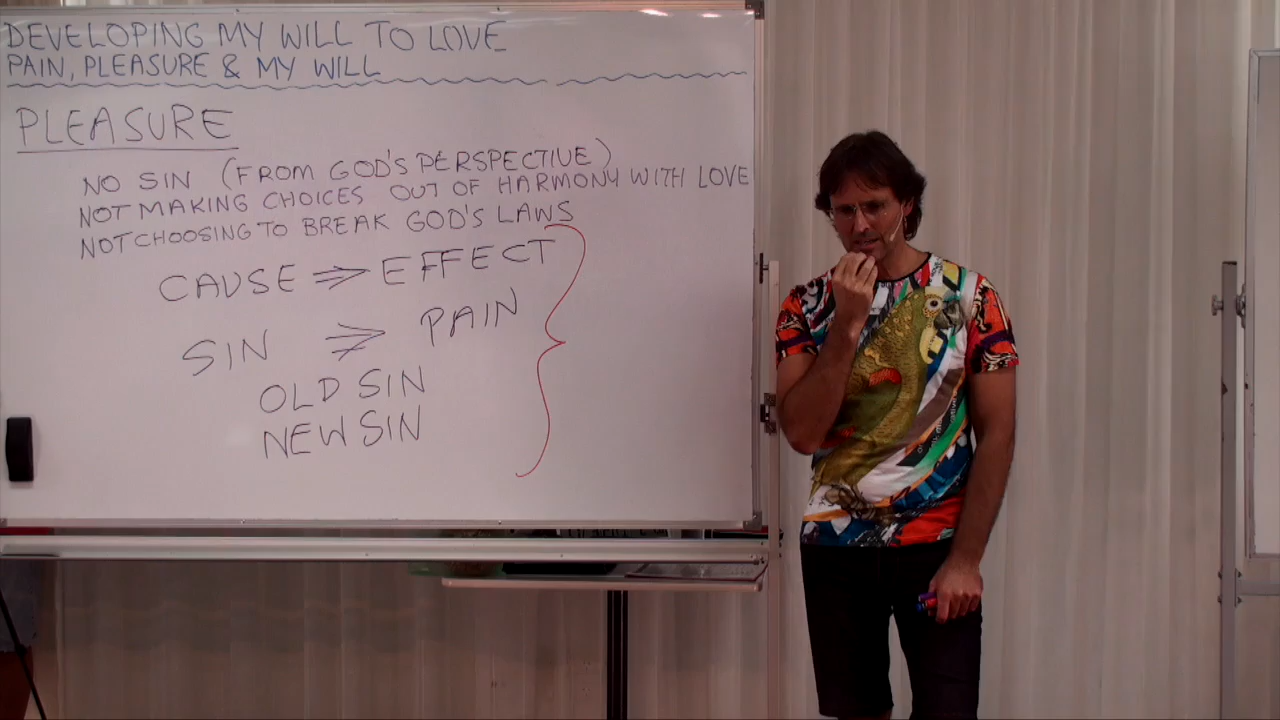 DEVELOPING MY WILL TO LOVE
PAIN, PLEASURE & MY WILL
PLEASURE
NO SIN (FROM GOD'S PERSPECTIVE)
NOT MAKING CHOICES OUT OF HARMONY WITH LOVE
NOT CHOOSING TO BREAK GOD'S LAWS
CAUSE ⇒ EFFECT
SIN ⇒ PAIN
OLD SIN
NEW SIN